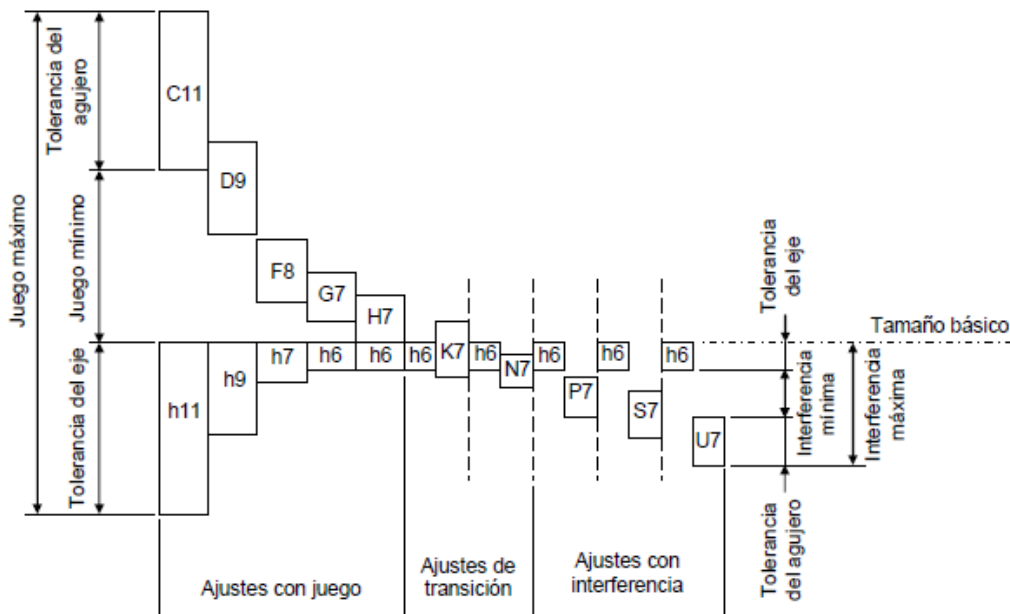 Juego máximo
Tolerancia del
agujero
Juego mínimo
Tolerancia del eje
C11
D9
F8
G7
H7
h11
h9
h7
h6
h6
h6
K7
h6
N7
h6
P7
h6
S7
h6
U7
Tolerancia
del eje
Tamaño básico
Interferencia
mínima
Interferencia
máxima
Tolerancia
del agujero
Ajustes con juego
Ajustes de
transición
Ajustes con
interferencia